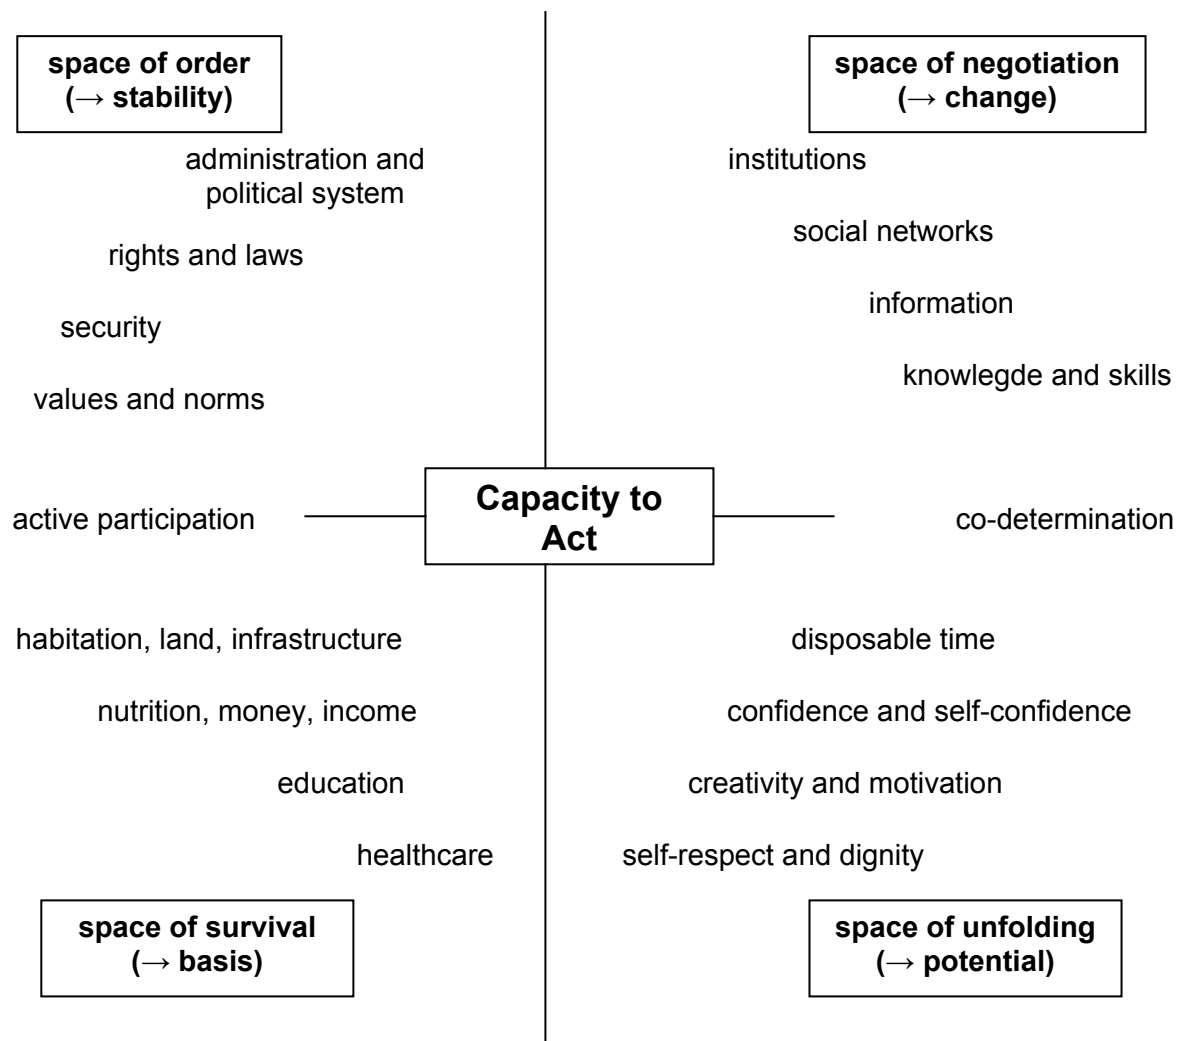 space of order
(→ stability)
administration and
political system
rights and laws
security
values and norms
space of negotiation
(→ change)
institutions
social networks
information
knowlegde and skills
active participation
Capacity to
Act
co-determination
habitation, land, infrastructure
nutrition, money, income
education
healthcare
space of survival
(→ basis)
disposable time
confidence and self-confidence
creativity and motivation
self-respect and dignity
space of unfolding
(→ potential)